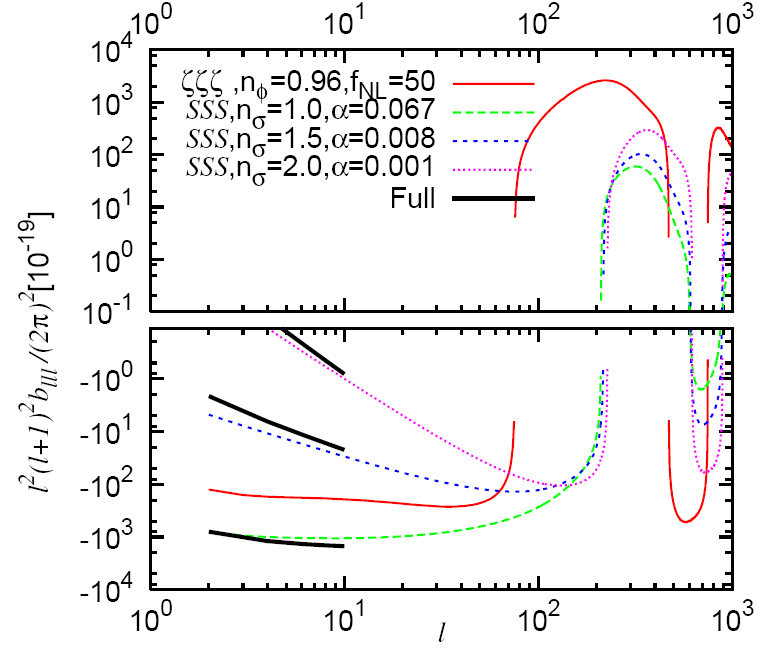 10^0 10^1 10^2 10^3
10^4
10^3
10^2
10^1
10^0
10^-1
ζζζ ,n_ϕ=0.96,f_NL=50
SSS,n_σ=1.0,α=0.067
SSS,n_σ=1.5,α=0.008
SSS,n_σ=2.0,α=0.001
Full
l^2(l+1)^2b_lll/(2π)^2[10^-19]
-10^0
-10^1
-10^2
-10^3
-10^4
10^0 10^1 10^2 10^3
l